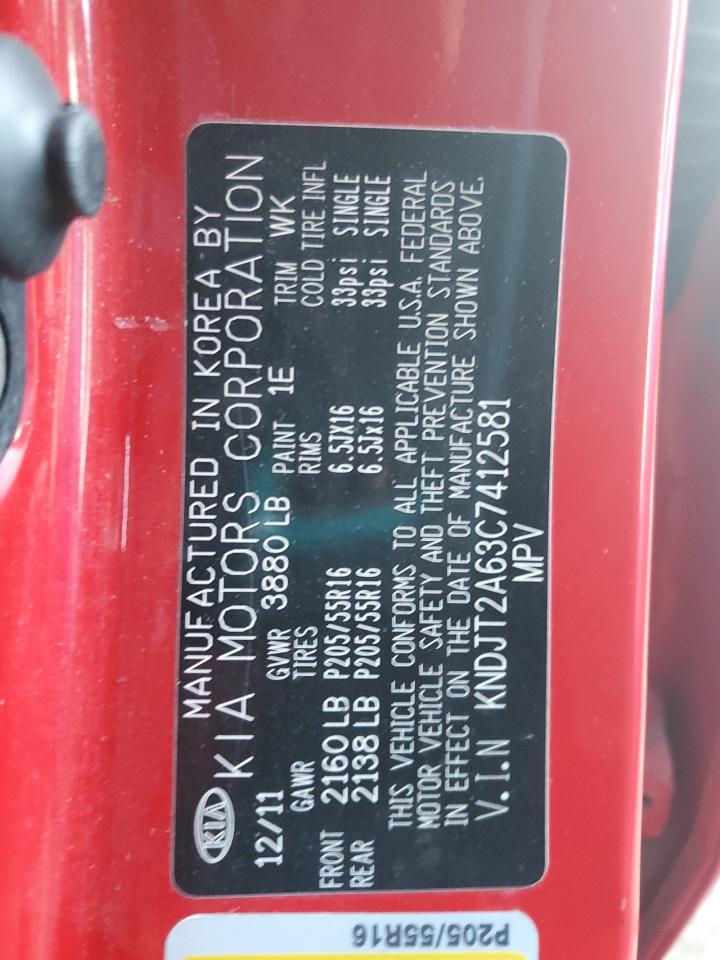 KIA
MANUFACTURED IN KOREA BY
KIA MOTORS CORPORATION
12/11 GVWR 3880 LB PAINT 1E TRIM WK
GAWR TIRES RIMS COLD TIRE INFL
FRONT 2160 LB P205/55R16 6.5JX16 33psi SINGLE
REAR 2138 LB P205/55R16 6.5Jx16 33psi SINGLE
THIS VEHICLE CONFORMS TO ALL APPLICABLE U.S.A. FEDERAL
MOTOR VEHICLE SAFETY AND THEFT PREVENTION STANDARDS
IN EFFECT ON THE DATE OF MANUFACTURE SHOWN ABOVE.
V.I.N KNDJT2A63C7412581
MPV
P205/55R16